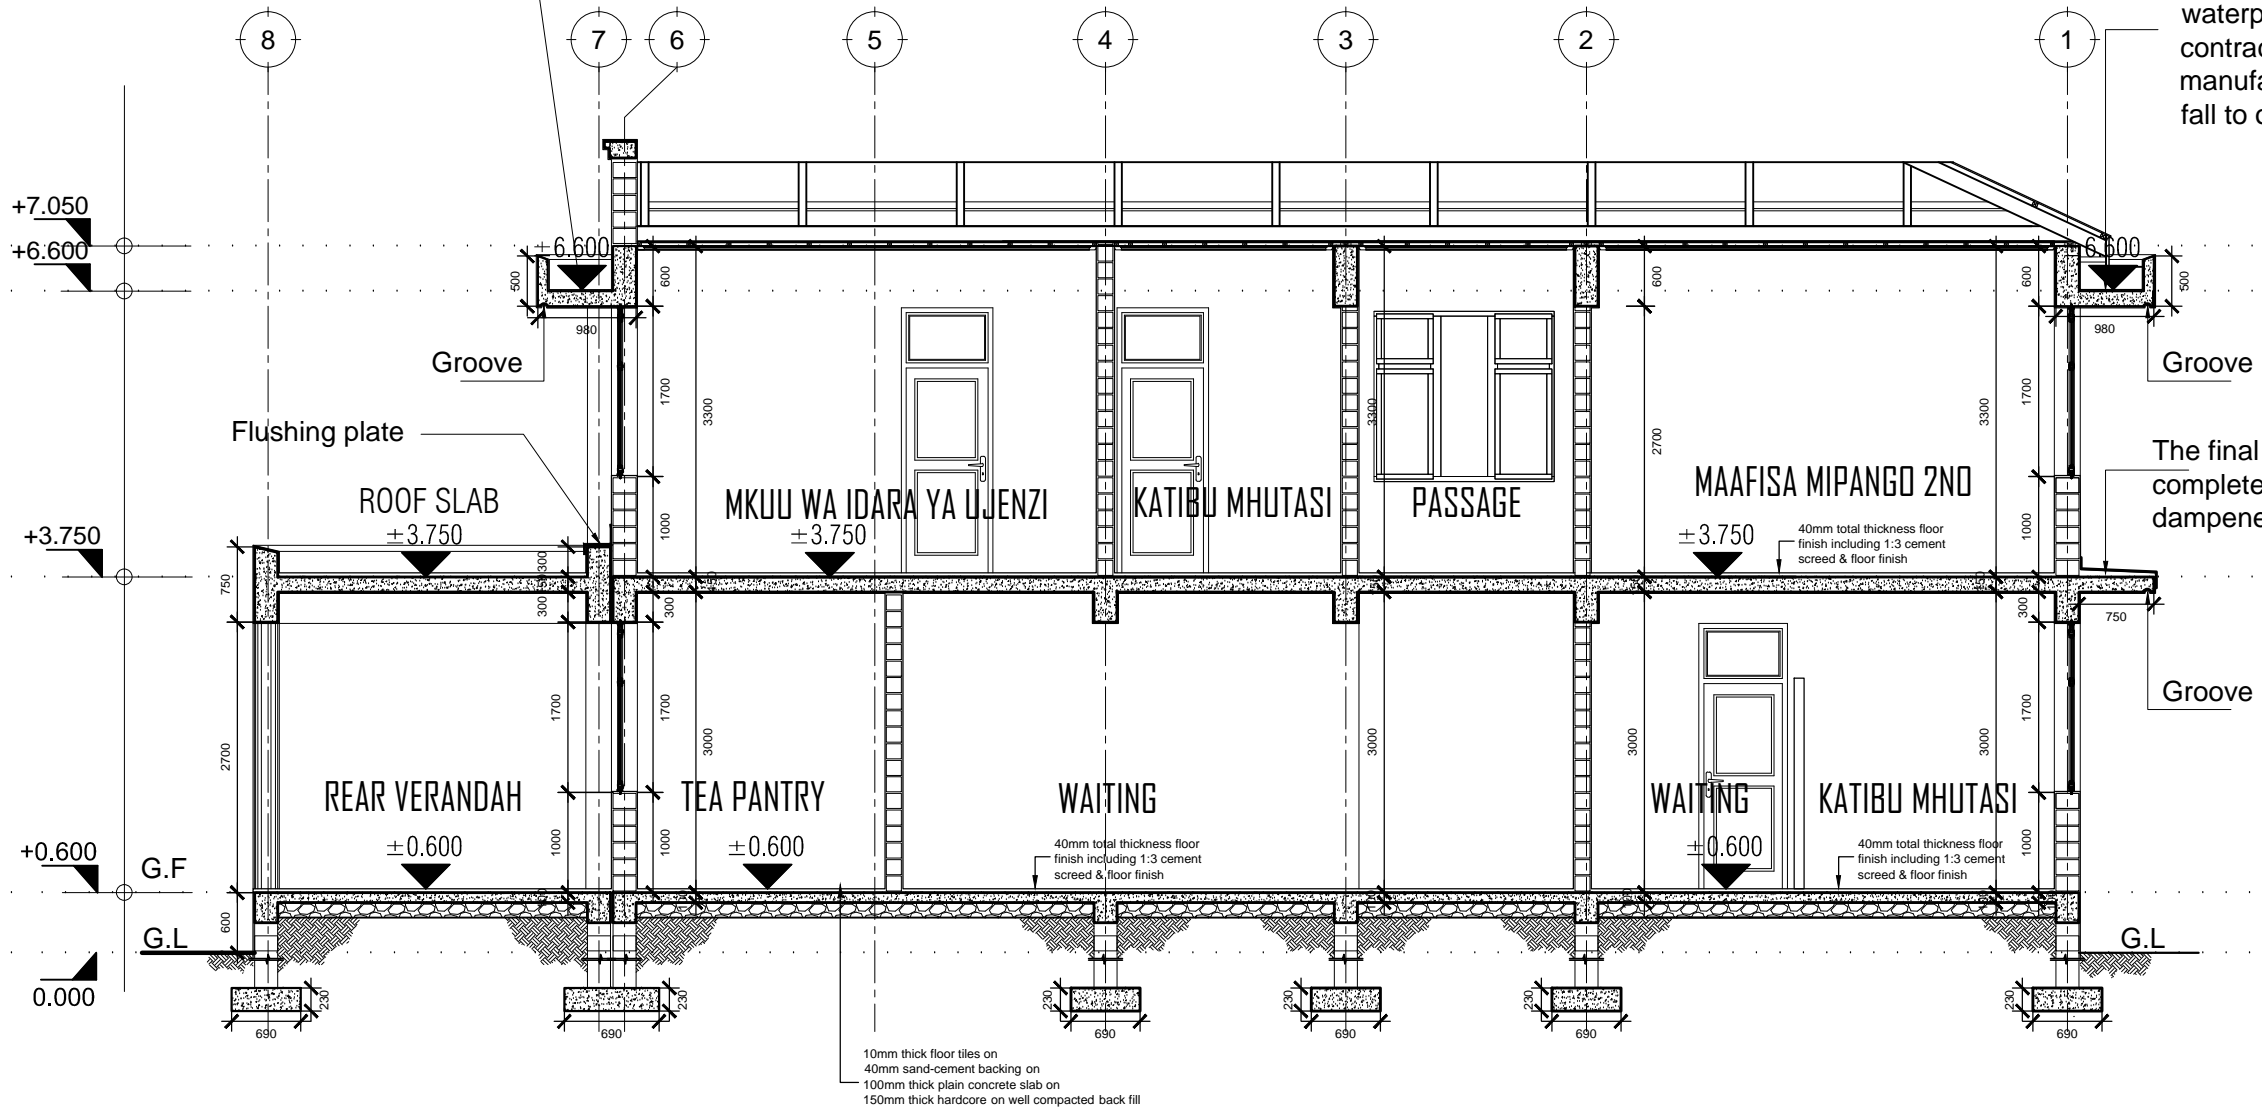 8
7
6
5
4
3
2
1
fall to
+7.050
+6.600
±6.600
6.600
500
600
600
600
500
980
980
Groove
Groove
1700
3300
3300
2700
3300
1700
Flushing plate
ROOF SLAB
±3.750
MKUU WA IDARA YA UJENZI
±3.750
KATIBU MHUTASI
PASSAGE
MAAFISA MIPANGO 2NO
±3.750
40mm total thickness floor
finish including 1:3 cement
screed & floor finish
The final
complete
+3.750
1000
1000
750
300
300
300
300
750
2700
1700
1700
3000
3000
3000
3000
1700
Groove
REAR VERANDAH
±0.600
TEA PANTRY
±0.600
WAITING
40mm total thickness floor
finish including 1:3 cement
screed & floor finish
WAITING
±0.600
KATIBU MHUTASI
40mm total thickness floor
finish including 1:3 cement
screed & floor finish
1000
1000
1000
+0.600
G.F
600
G.L
G.L
0.000
230
230
230
230
230
230
690
690
690
690
690
690
10mm thick floor tiles on
40mm sand-cement backing on
100mm thick plain concrete slab on
150mm thick hardcore on well compacted back fill